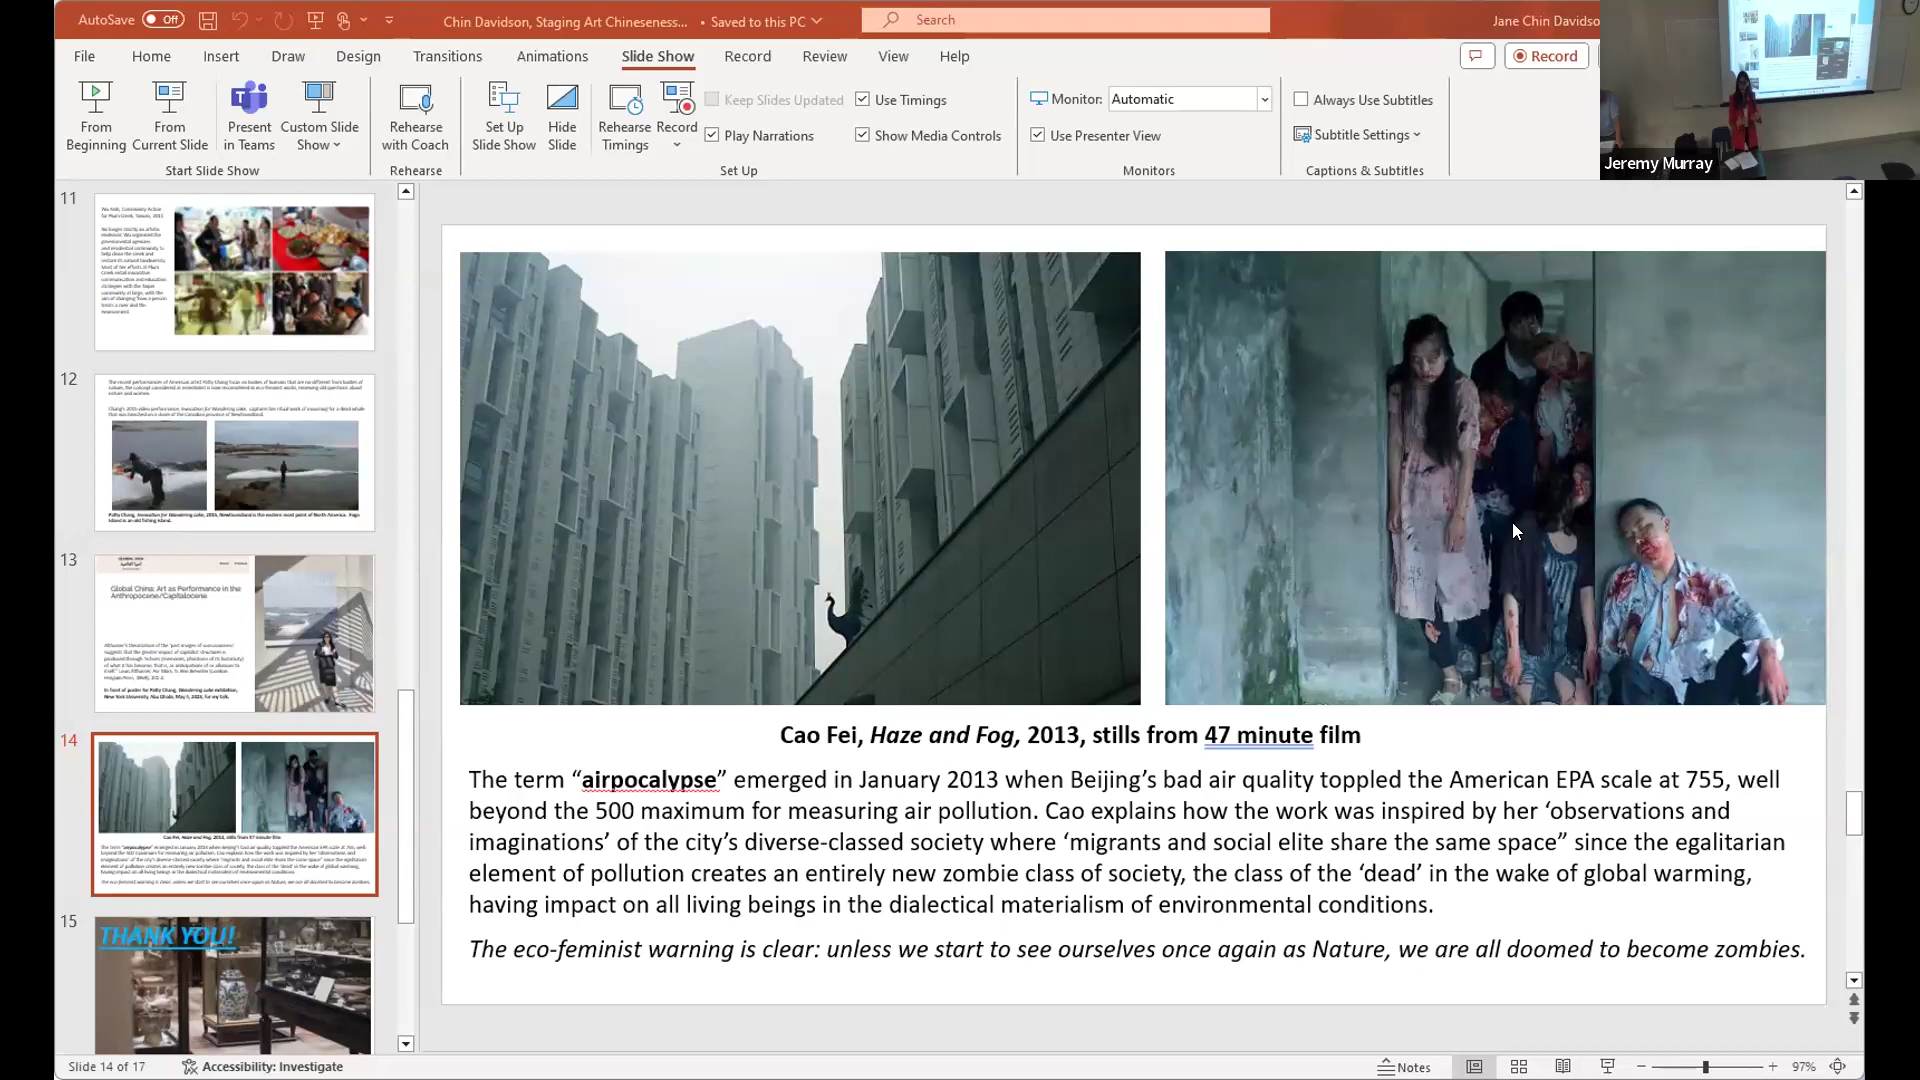 AutoSave Off
Chin Davidson, Staging Art Chineseness... • Saved to this PC
Search
Jane Chin Davidso
File Home Insert Draw Design Transitions Animations Slide Show Record Review View Help
Record
From Beginning
From Current Slide
Present in Teams
Custom Slide Show
Rehearse with Coach
Set Up Slide Show
Hide Slide
Rehearse Timings
Record
Keep Slides Updated
Play Narrations
Use Timings
Show Media Controls
Monitor: Automatic
Use Presenter View
Always Use Subtitles
Subtitle Settings
Start Slide Show
Rehearse
Set Up
Monitors
Captions & Subtitles
Jeremy Murray
11
12
13
Global China: Art as Performance in the
Anthropocene/Capitalocene
14
15
THANK YOU!
Cao Fei, Haze and Fog, 2013, stills from 47 minute film
The term “airpocalypse” emerged in January 2013 when Beijing’s bad air quality toppled the American EPA scale at 755, well
beyond the 500 maximum for measuring air pollution. Cao explains how the work was inspired by her ‘observations and
imaginations’ of the city’s diverse-classed society where ‘migrants and social elite share the same space” since the egalitarian
element of pollution creates an entirely new zombie class of society, the class of the ‘dead’ in the wake of global warming,
having impact on all living beings in the dialectical materialism of environmental conditions.
The eco-feminist warning is clear: unless we start to see ourselves once again as Nature, we are all doomed to become zombies.
Slide 14 of 17
Accessibility: Investigate
Notes
97%